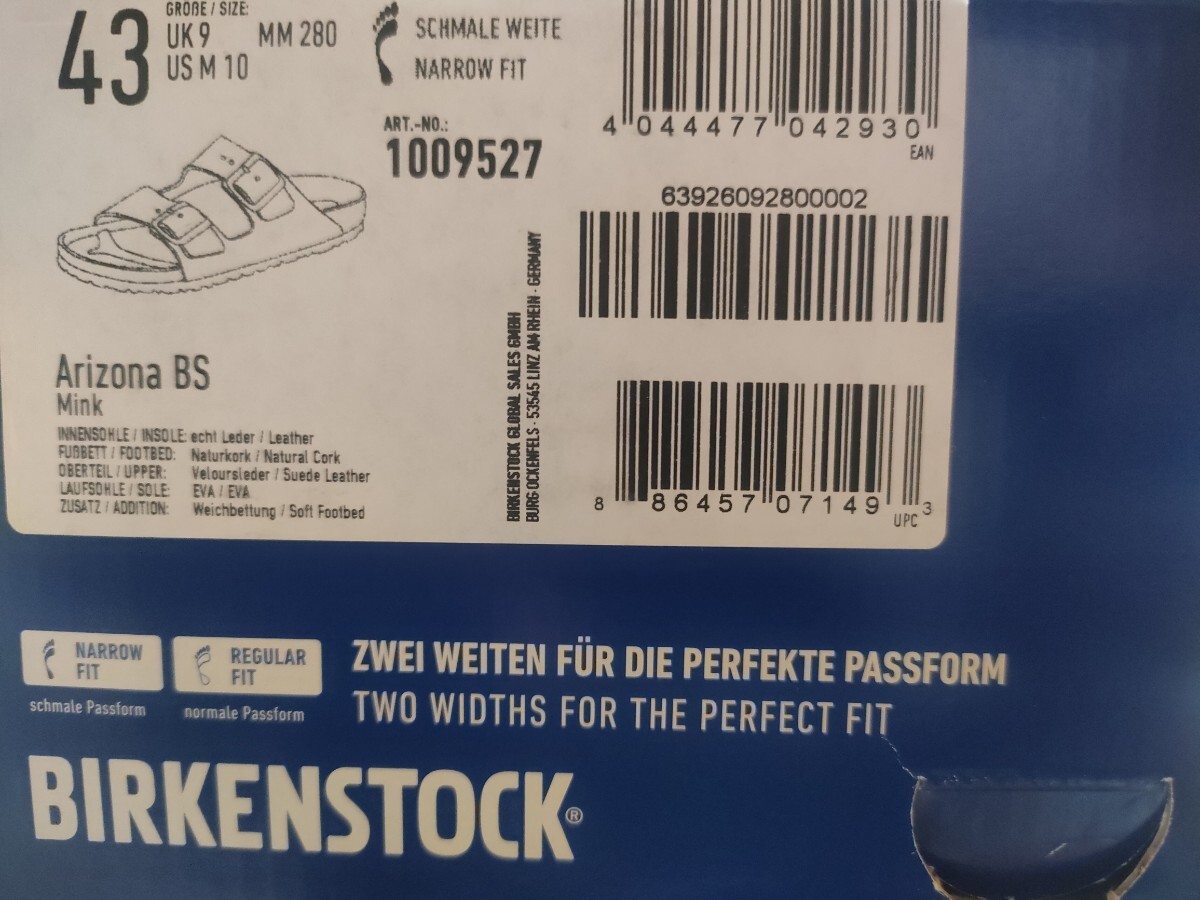 43
GRÖßE / SIZE:
UK 9
MM 280
US M 10
SCHMALE WEITE
NARROW FIT
ART.-NO.:
1009527
4 044477 042930
EAN
63926092800002
BIRKENSTOCK GLOBAL SALES GMBH
BURG OCKENFELS · 53545 LINZ AM RHEIN · GERMANY
Arizona BS
Mink
INNENSOHLE / INSOLE: echt Leder / Leather
FUßBETT / FOOTBED: Naturkork / Natural Cork
OBERTEIL / UPPER: Veloursleder / Suede Leather
LAUFSOHLE / SOLE: EVA / EVA
ZUSATZ / ADDITION: Weichbettung / Soft Footbed
8 86457 07149 3
UPC
NARROW
FIT
schmale Passform
REGULAR
FIT
normale Passform
ZWEI WEITEN FÜR DIE PERFEKTE PASSFORM
TWO WIDTHS FOR THE PERFECT FIT
BIRKENSTOCK®